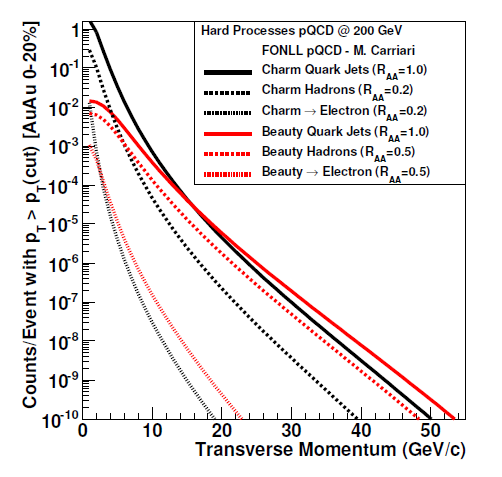 Hard Processes pQCD @ 200 GeV
FONLL pQCD - M. Carriari
Charm Quark Jets (R_AA=1.0)
Charm Hadrons (R_AA=0.2)
Charm → Electron (R_AA=0.2)
Beauty Quark Jets (R_AA=1.0)
Beauty Hadrons (R_AA=0.5)
Beauty → Electron (R_AA=0.5)
Counts/Event with p_T > p_T(cut) [AuAu 0-20%]
1
10^-1
10^-2
10^-3
10^-4
10^-5
10^-6
10^-7
10^-8
10^-9
10^-10
0 10 20 30 40 50
Transverse Momentum (GeV/c)